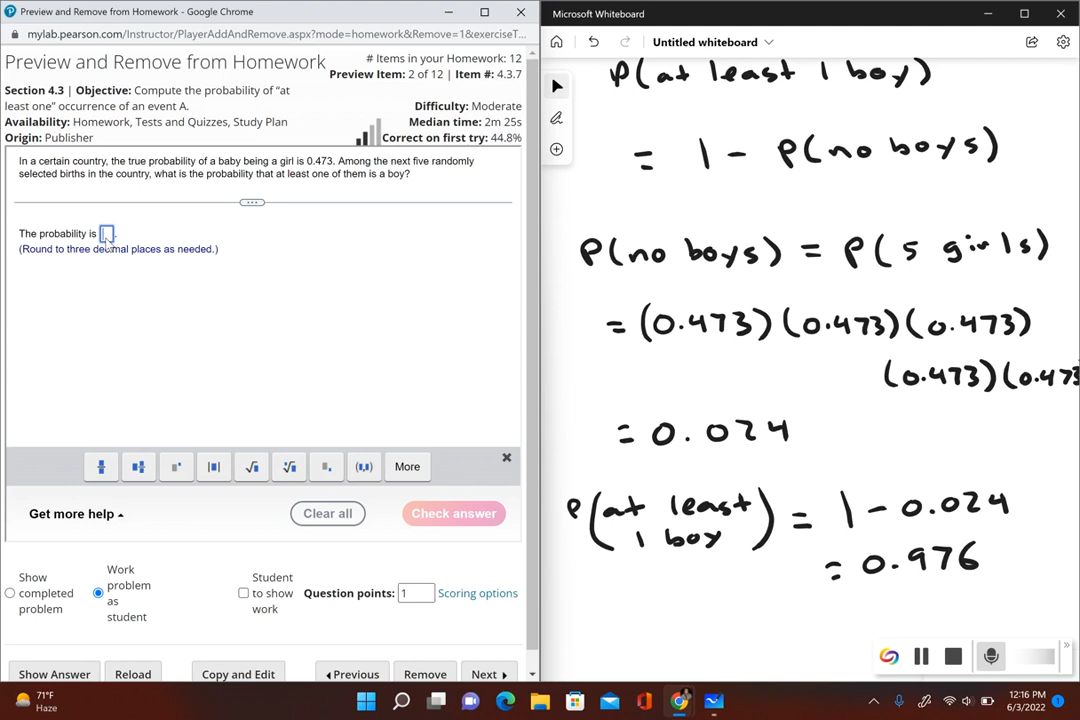 Preview and Remove from Homework - Google Chrome
mylab.pearson.com/Instructor/PlayerAddAndRemove.aspx?mode=homework&Remove=1&exerciseT...
Preview and Remove from Homework
# Items in your Homework: 12
Preview Item: 2 of 12 | Item #: 4.3.7
Section 4.3 | Objective: Compute the probability of "at
least one" occurrence of an event A.
Availability: Homework, Tests and Quizzes, Study Plan
Origin: Publisher
Difficulty: Moderate
Median time: 2m 25s
Correct on first try: 44.8%
In a certain country, the true probability of a baby being a girl is 0.473. Among the next five randomly
selected births in the country, what is the probability that at least one of them is a boy?
The probability is
(Round to three decimal places as needed.)
More
Get more help
Clear all
Check answer
Show
completed
problem
Work
problem
as
student
Student
to show
work
Question points: 1
Scoring options
Show Answer
Reload
Copy and Edit
Previous
Remove
Next
Microsoft Whiteboard
Untitled whiteboard
P(at least 1 boy)
= 1 - P(no boys)
P(no boys) = P(5 girls)
= (0.473)(0.473)(0.473)
(0.473)(0.473
= 0.024
P(at least 1 boy) = 1 - 0.024
= 0.976
71°F
Haze
12:16 PM
6/3/2022